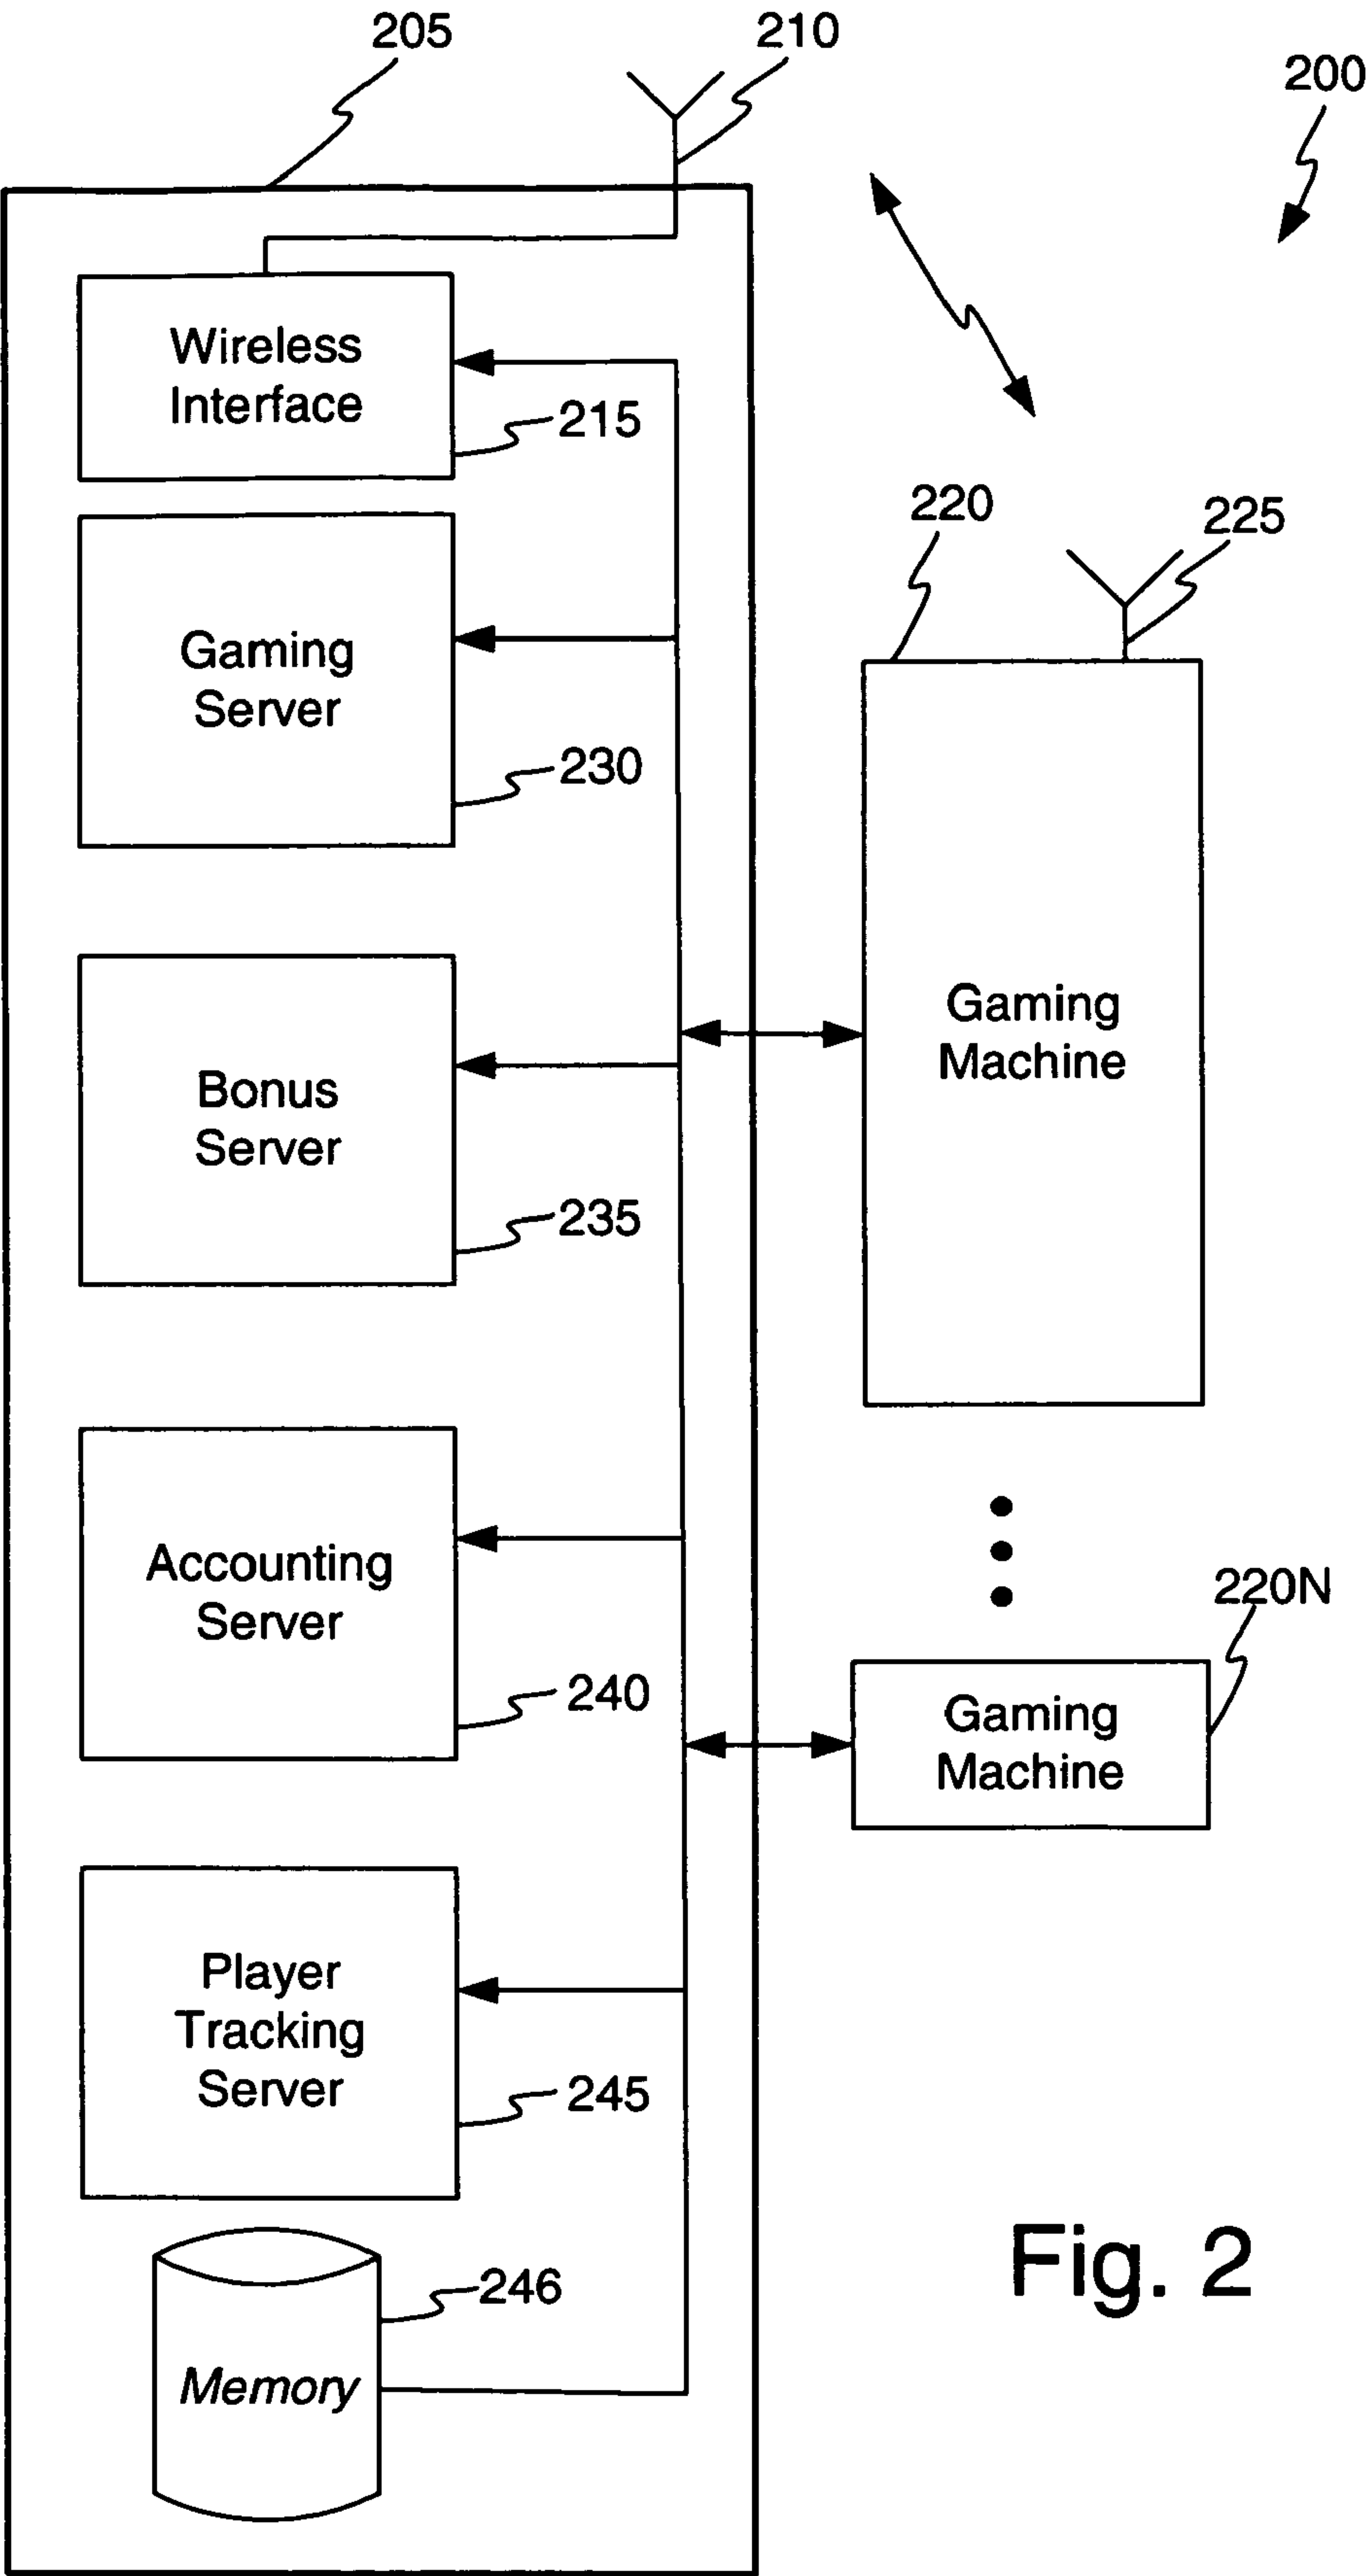 205
210
200
Wireless
Interface
215
220
225
Gaming
Server
230
Gaming
Machine
Bonus
Server
235
Accounting
Server
240
220N
Gaming
Machine
Player
Tracking
Server
245
Fig. 2
246
Memory